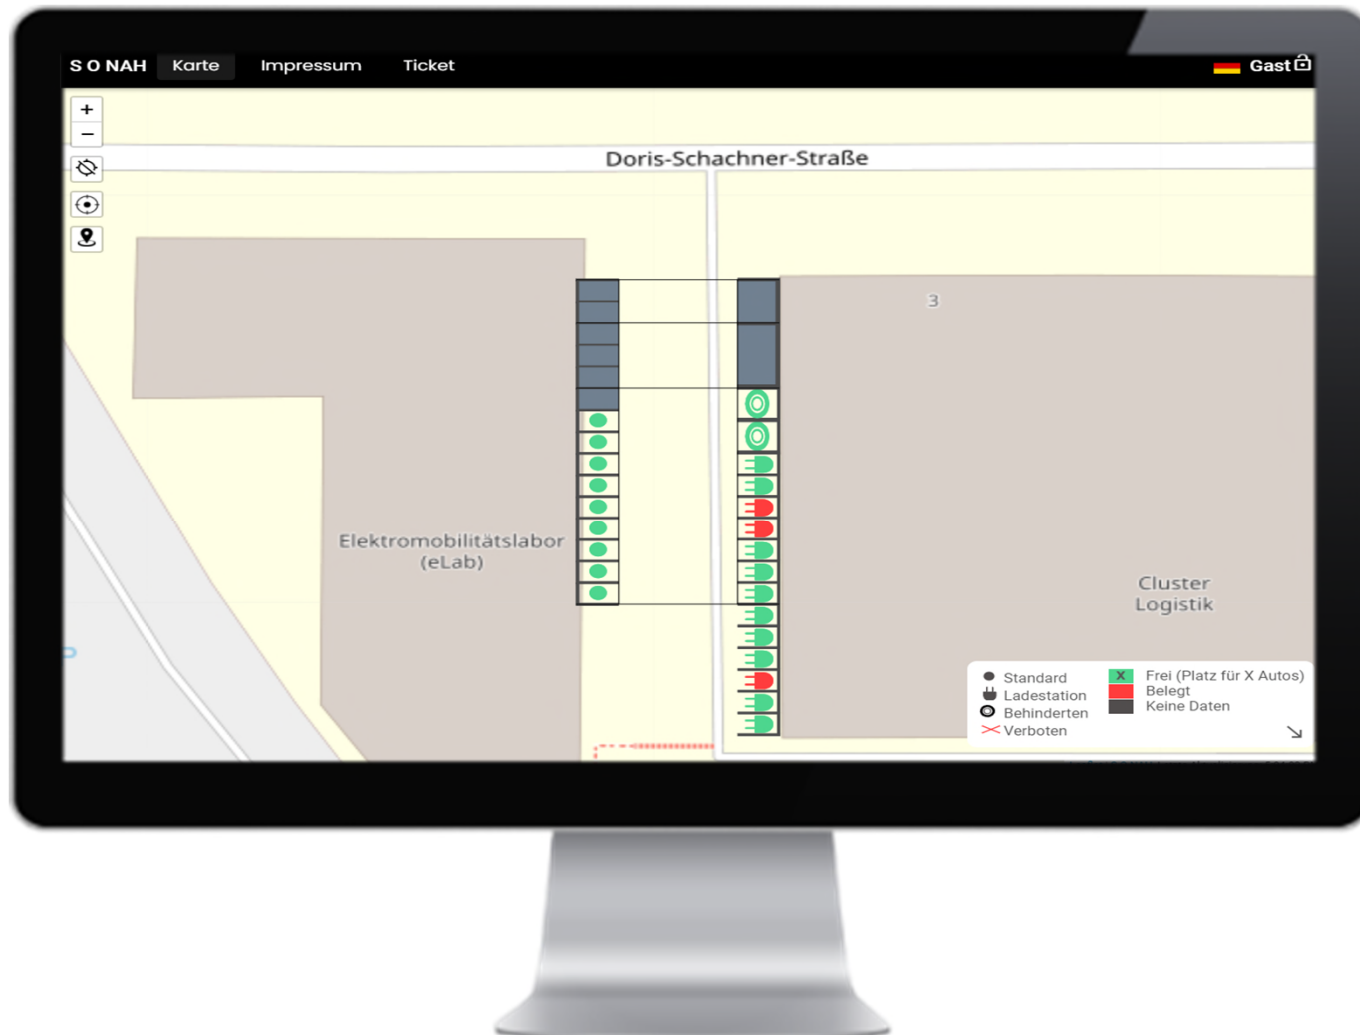 S O NAH Karte Impressum Ticket Gast
+
−
Doris-Schachner-Straße
3
Elektromobilitätslabor
(eLab)
Cluster
Logistik
Standard
Ladestation
Behinderten
Verboten
X Frei (Platz für X Autos)
Belegt
Keine Daten